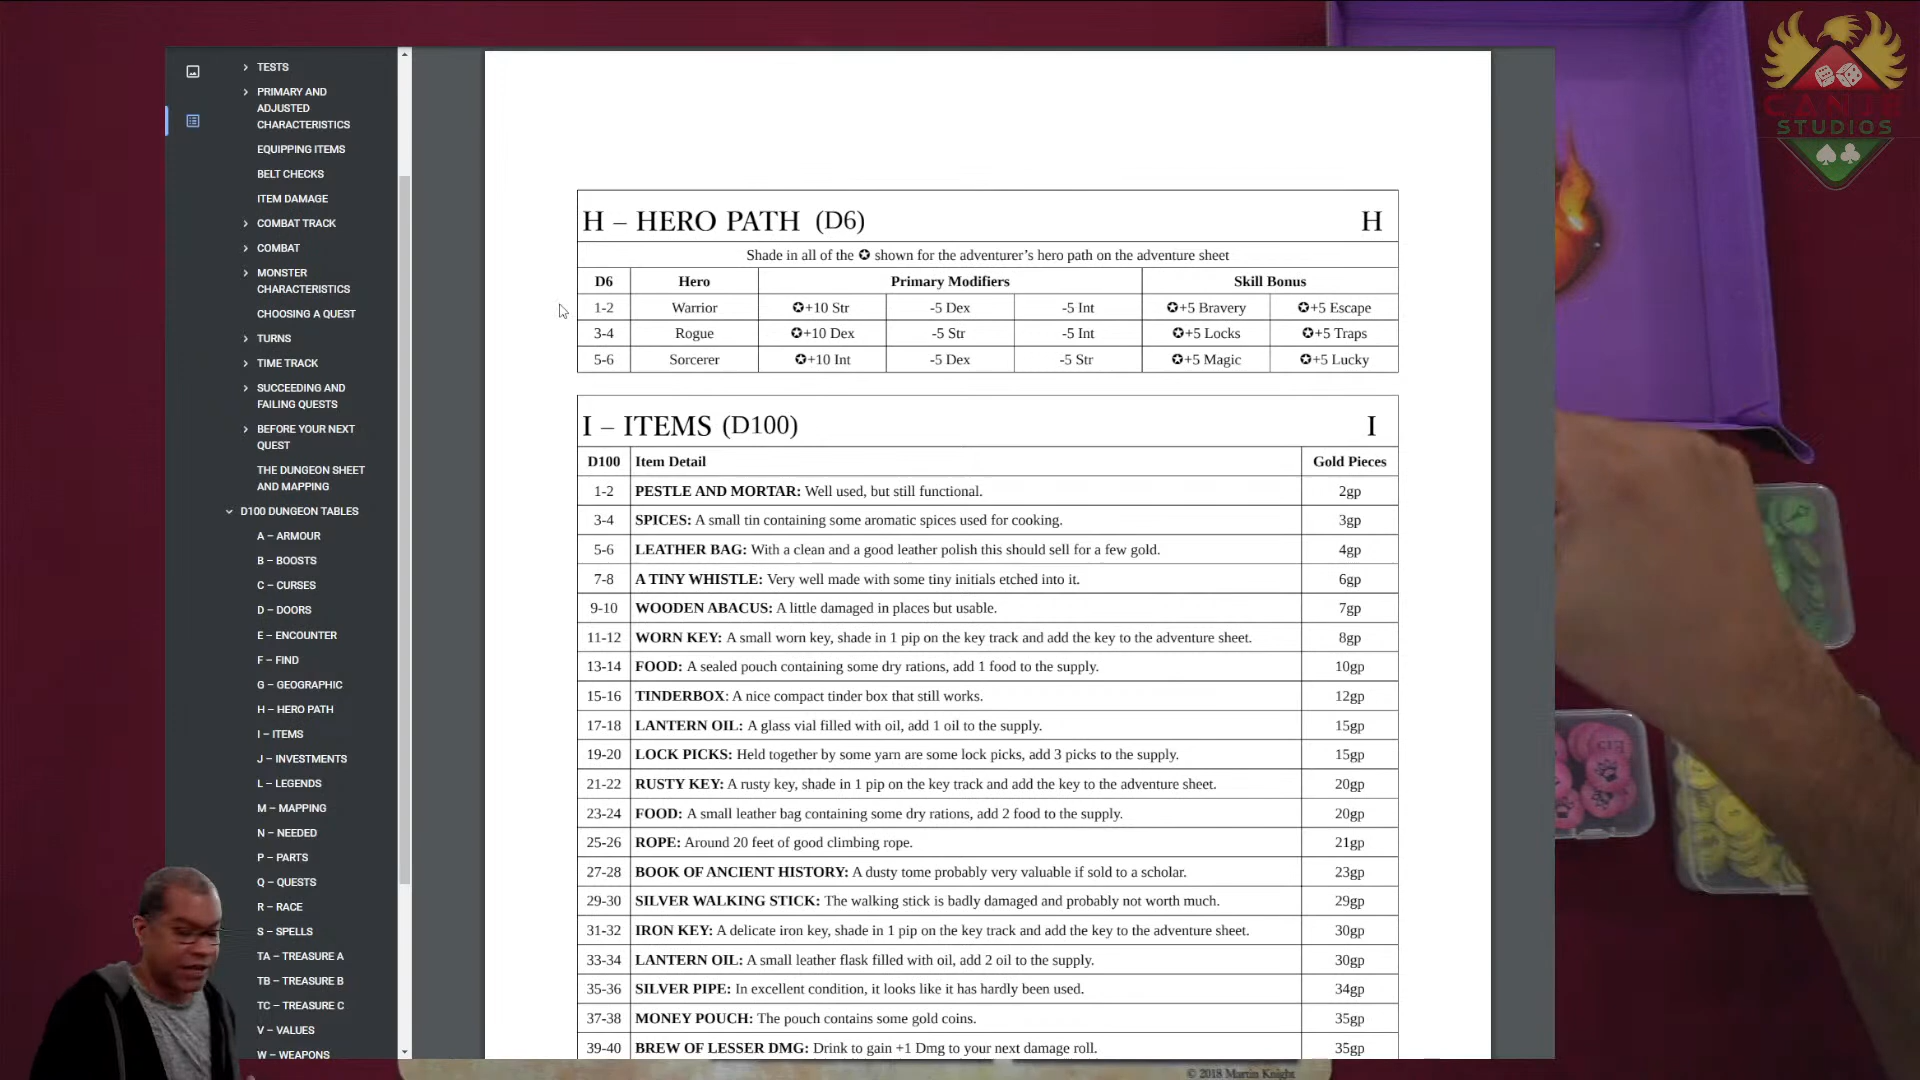 TESTS
PRIMARY AND
ADJUSTED
CHARACTERISTICS
EQUIPPING ITEMS
BELT CHECKS
ITEM DAMAGE
COMBAT TRACK
COMBAT
MONSTER
CHARACTERISTICS
CHOOSING A QUEST
TURNS
TIME TRACK
SUCCEEDING AND
FAILING QUESTS
BEFORE YOUR NEXT
QUEST
THE DUNGEON SHEET
AND MAPPING
D100 DUNGEON TABLES
A – ARMOUR
B – BOOSTS
C – CURSES
D – DOORS
E – ENCOUNTER
F – FIND
G – GEOGRAPHIC
H – HERO PATH
I – ITEMS
J – INVESTMENTS
L – LEGENDS
M – MAPPING
N – NEEDED
P – PARTS
Q – QUESTS
R – RACE
S – SPELLS
TA – TREASURE A
TB – TREASURE B
TC – TREASURE C
V – VALUES
W – WEAPONS
H – HERO PATH (D6) H
Shade in all of the ✪ shown for the adventurer's hero path on the adventure sheet
D6 Hero Primary Modifiers Skill Bonus
1-2 Warrior ✪+10 Str -5 Dex -5 Int ✪+5 Bravery ✪+5 Escape
3-4 Rogue ✪+10 Dex -5 Str -5 Int ✪+5 Locks ✪+5 Traps
5-6 Sorcerer ✪+10 Int -5 Dex -5 Str ✪+5 Magic ✪+5 Lucky
I – ITEMS (D100) I
D100 Item Detail Gold Pieces
1-2 PESTLE AND MORTAR: Well used, but still functional. 2gp
3-4 SPICES: A small tin containing some aromatic spices used for cooking. 3gp
5-6 LEATHER BAG: With a clean and a good leather polish this should sell for a few gold. 4gp
7-8 A TINY WHISTLE: Very well made with some tiny initials etched into it. 6gp
9-10 WOODEN ABACUS: A little damaged in places but usable. 7gp
11-12 WORN KEY: A small worn key, shade in 1 pip on the key track and add the key to the adventure sheet. 8gp
13-14 FOOD: A sealed pouch containing some dry rations, add 1 food to the supply. 10gp
15-16 TINDERBOX: A nice compact tinder box that still works. 12gp
17-18 LANTERN OIL: A glass vial filled with oil, add 1 oil to the supply. 15gp
19-20 LOCK PICKS: Held together by some yarn are some lock picks, add 3 picks to the supply. 15gp
21-22 RUSTY KEY: A rusty key, shade in 1 pip on the key track and add the key to the adventure sheet. 20gp
23-24 FOOD: A small leather bag containing some dry rations, add 2 food to the supply. 20gp
25-26 ROPE: Around 20 feet of good climbing rope. 21gp
27-28 BOOK OF ANCIENT HISTORY: A dusty tome probably very valuable if sold to a scholar. 23gp
29-30 SILVER WALKING STICK: The walking stick is badly damaged and probably not worth much. 29gp
31-32 IRON KEY: A delicate iron key, shade in 1 pip on the key track and add the key to the adventure sheet. 30gp
33-34 LANTERN OIL: A small leather flask filled with oil, add 2 oil to the supply. 30gp
35-36 SILVER PIPE: In excellent condition, it looks like it has hardly been used. 34gp
37-38 MONEY POUCH: The pouch contains some gold coins. 35gp
39-40 BREW OF LESSER DMG: Drink to gain +1 Dmg to your next damage roll. 35gp
STUDIOS
© 2018 Martin Knight